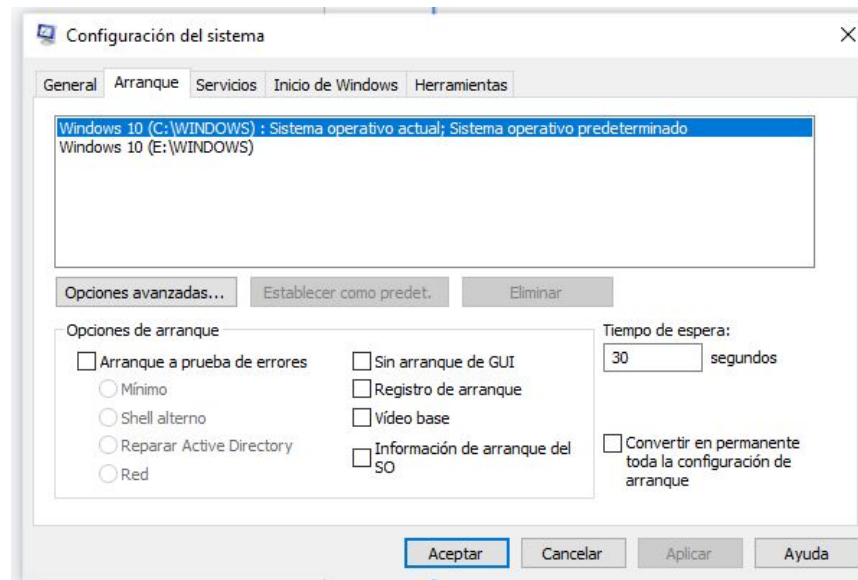 Configuración del sistema
General Arranque Servicios Inicio de Windows Herramientas
Windows 10 (C:\WINDOWS) : Sistema operativo actual; Sistema operativo predeterminado
Windows 10 (E:\WINDOWS)
Opciones avanzadas... Establecer como predet. Eliminar
Opciones de arranque
Arranque a prueba de errores
Mínimo
Shell alterno
Reparar Active Directory
Red
Sin arranque de GUI
Registro de arranque
Vídeo base
Información de arranque del
SO
Tiempo de espera:
30 segundos
Convertir en permanente
toda la configuración de
arranque
Aceptar Cancelar Aplicar Ayuda